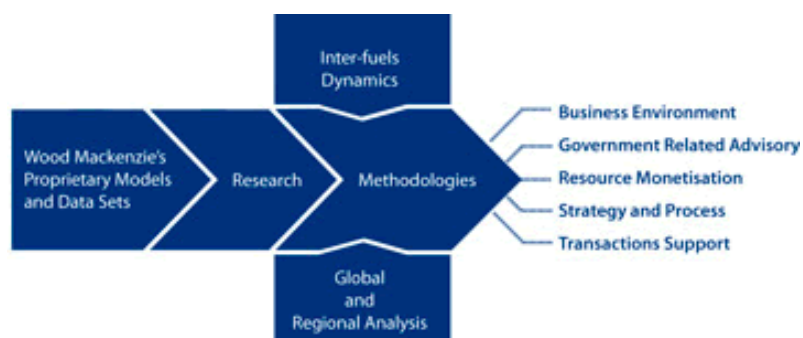 Inter-fuels
Dynamics
Wood Mackenzie's
Proprietary Models
and Data Sets
Research
Methodologies
Business Environment
Government Related Advisory
Resource Monetisation
Strategy and Process
Transactions Support
Global
and
Regional Analysis